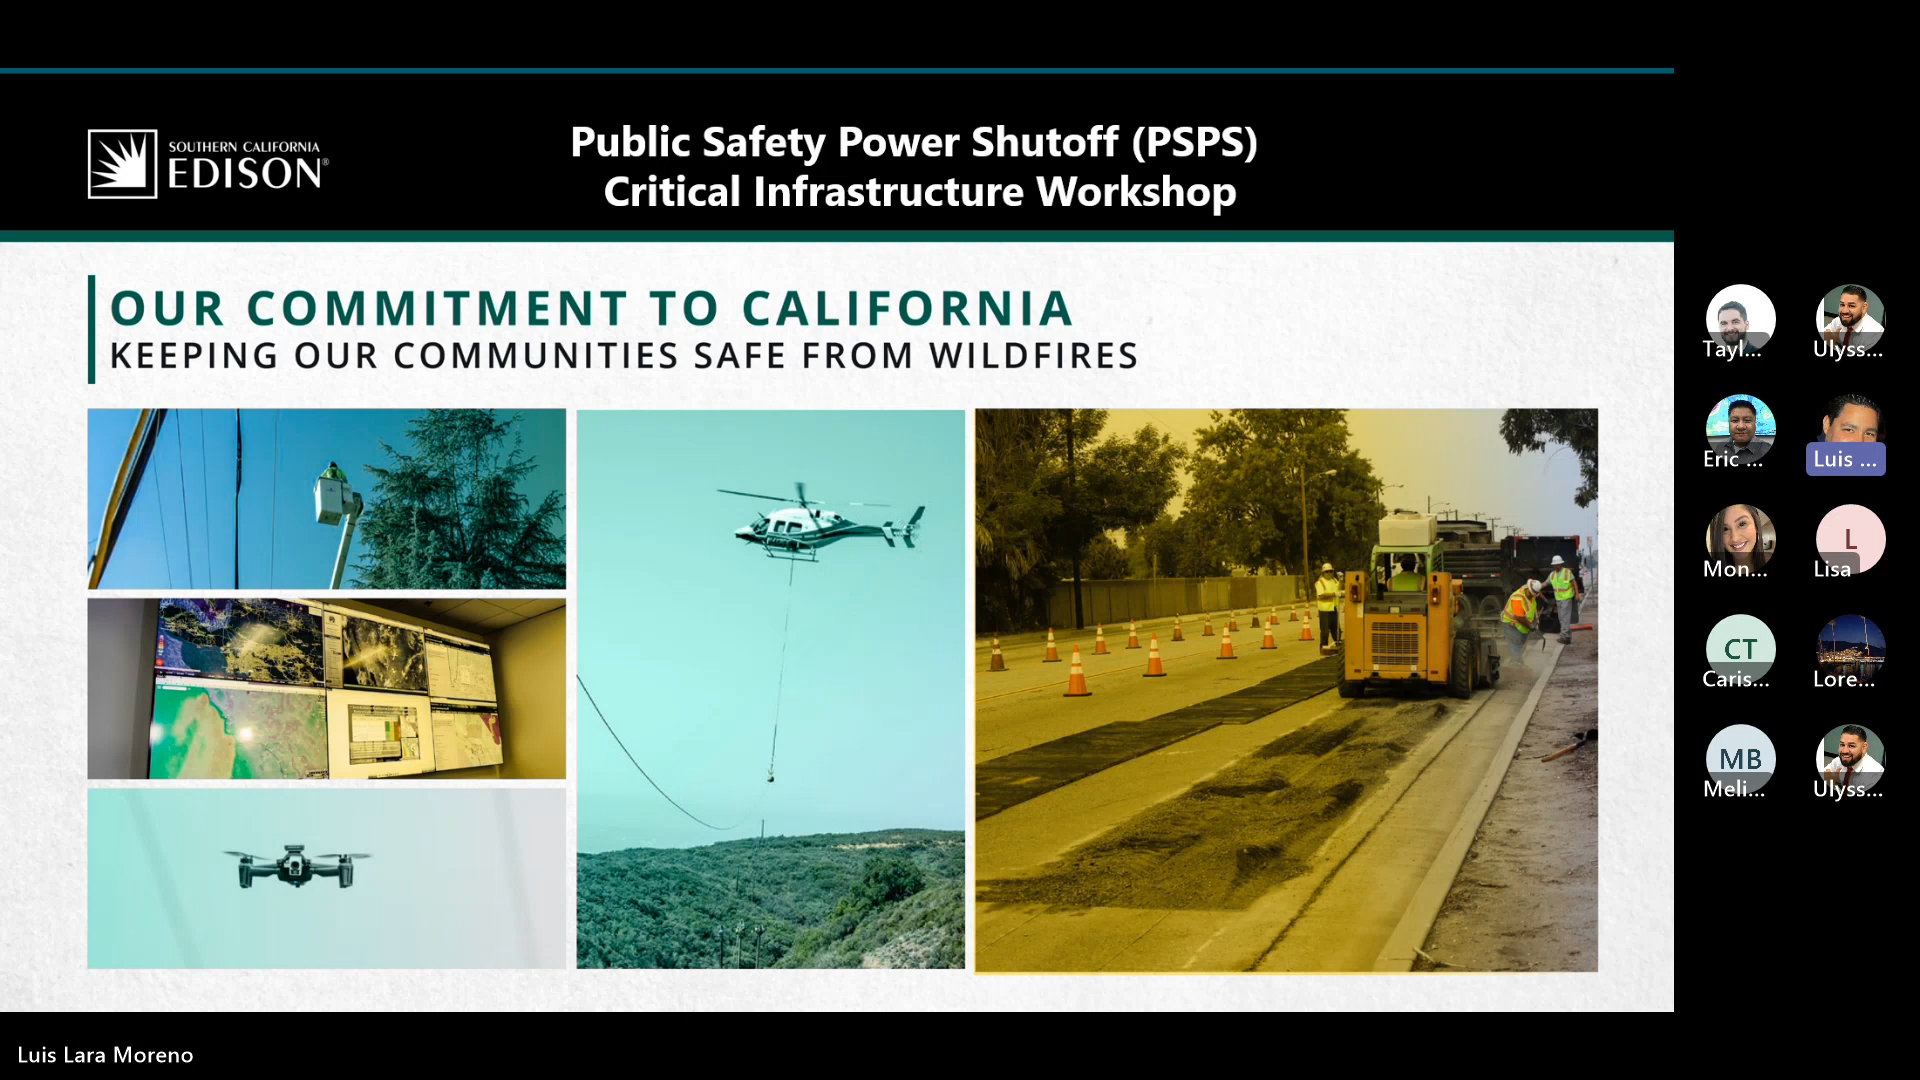 SOUTHERN CALIFORNIA
EDISON®
Public Safety Power Shutoff (PSPS)
Critical Infrastructure Workshop
OUR COMMITMENT TO CALIFORNIA
KEEPING OUR COMMUNITIES SAFE FROM WILDFIRES
Tayl...
Ulyss...
Eric ...
Luis ...
Mon...
L
Lisa
CT
Caris...
Lore...
MB
Meli...
Ulyss...
Luis Lara Moreno